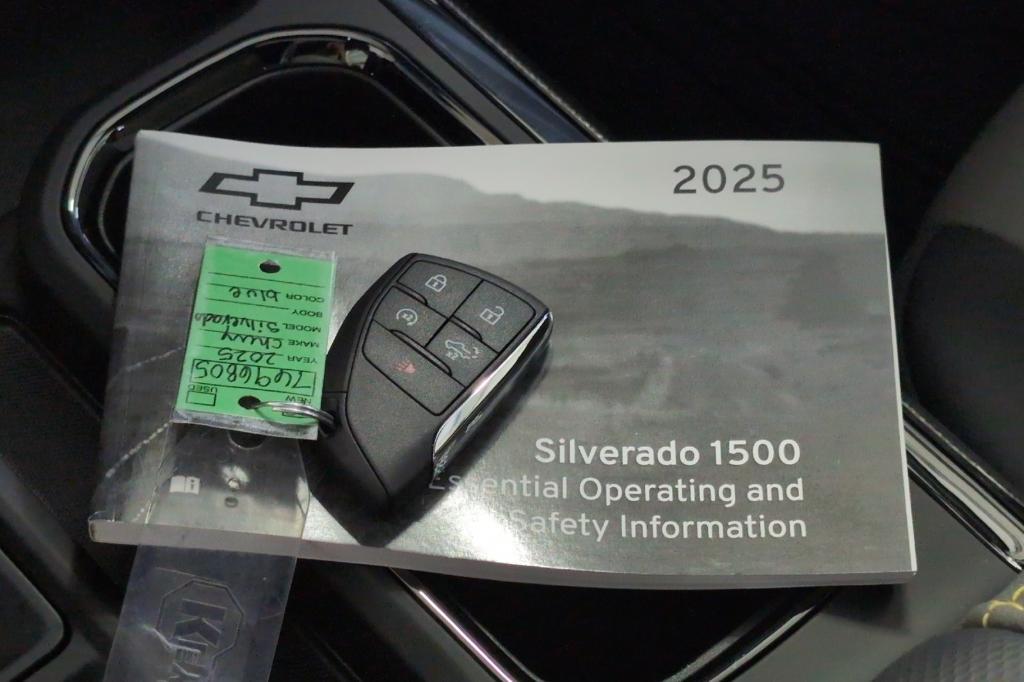 2025
CHEVROLET
Silverado 1500
Essential Operating and
Safety Information
NEW
USED
7696805
YEAR 2025
MAKE Chevy
MODEL Silverado
BODY
COLOR blue